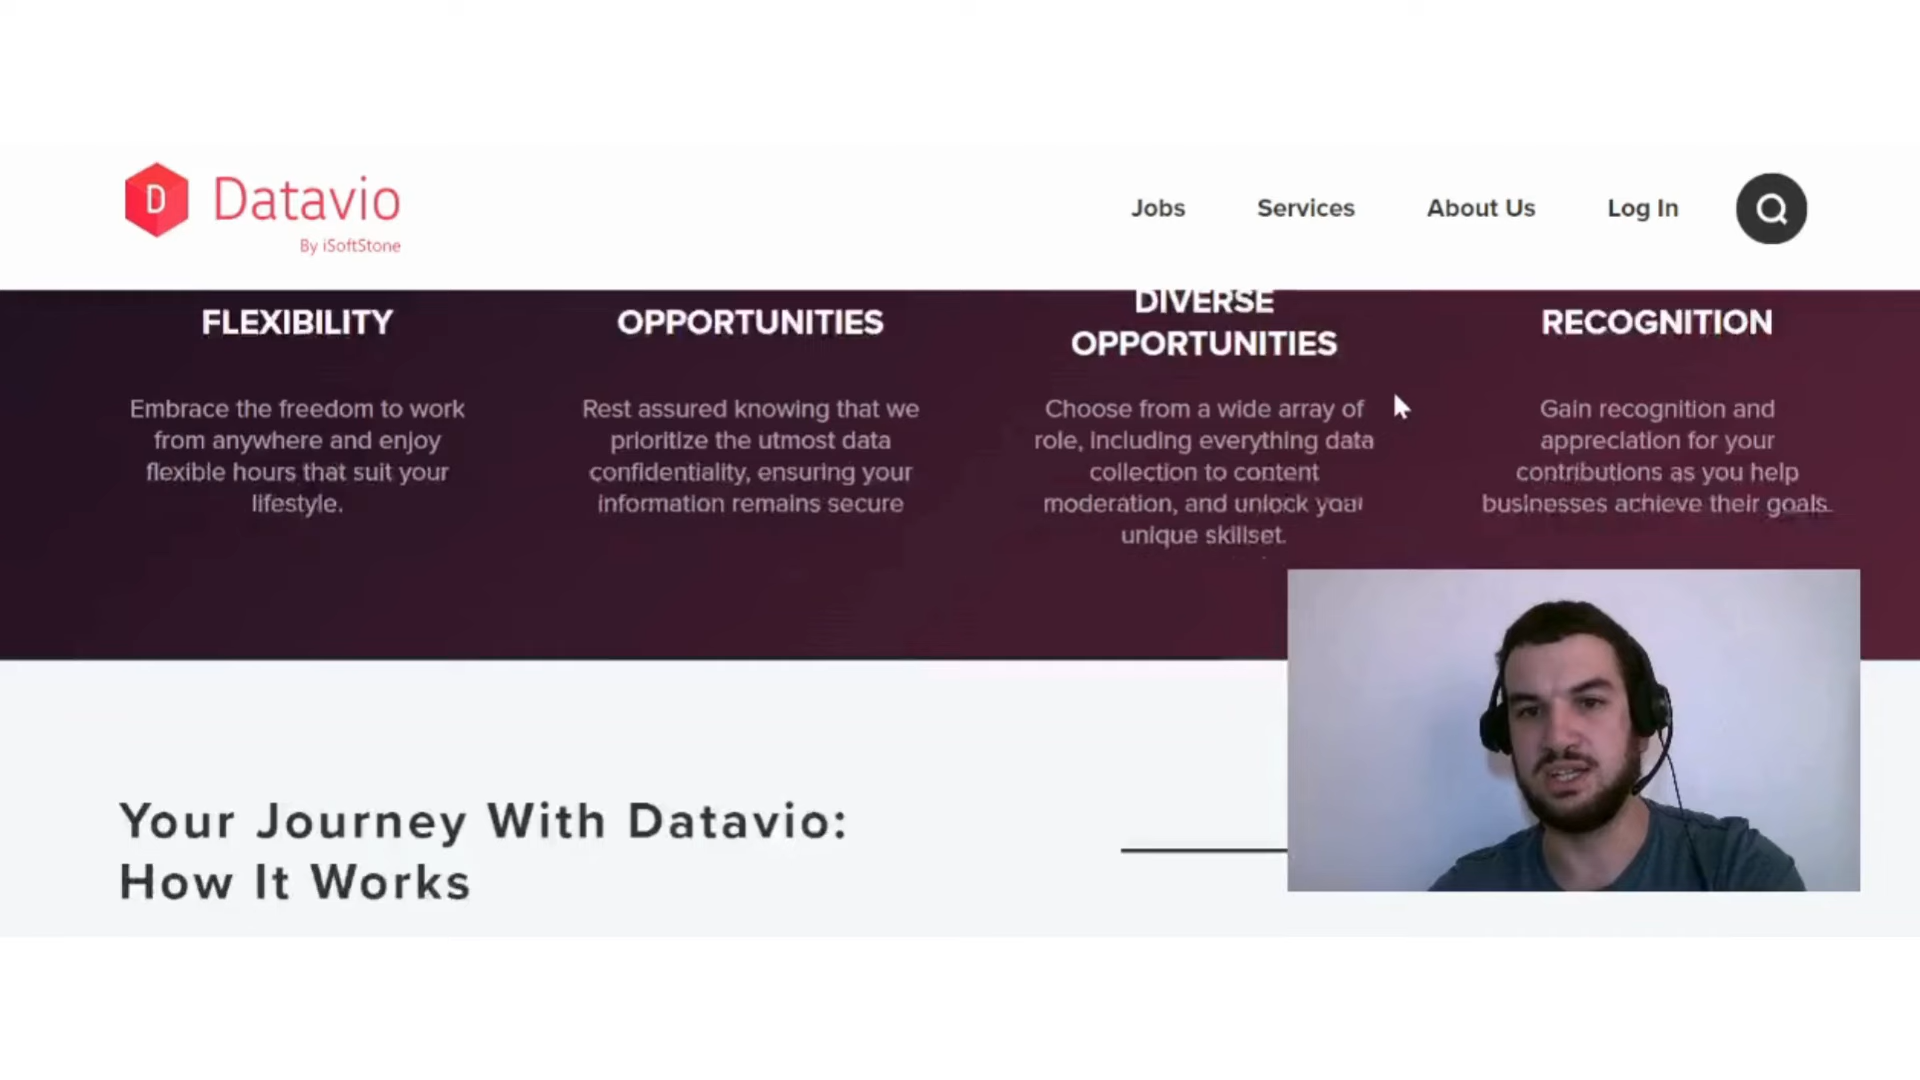 D Datavio
By iSoftStone
Jobs Services About Us Log In
FLEXIBILITY
Embrace the freedom to work
from anywhere and enjoy
flexible hours that suit your
lifestyle.
OPPORTUNITIES
Rest assured knowing that we
prioritize the utmost data
confidentiality, ensuring your
information remains secure
DIVERSE
OPPORTUNITIES
Choose from a wide array of
role, including everything data
collection to content
moderation, and unlock your
unique skillset.
RECOGNITION
Gain recognition and
appreciation for your
contributions as you help
businesses achieve their goals.
Your Journey With Datavio:
How It Works